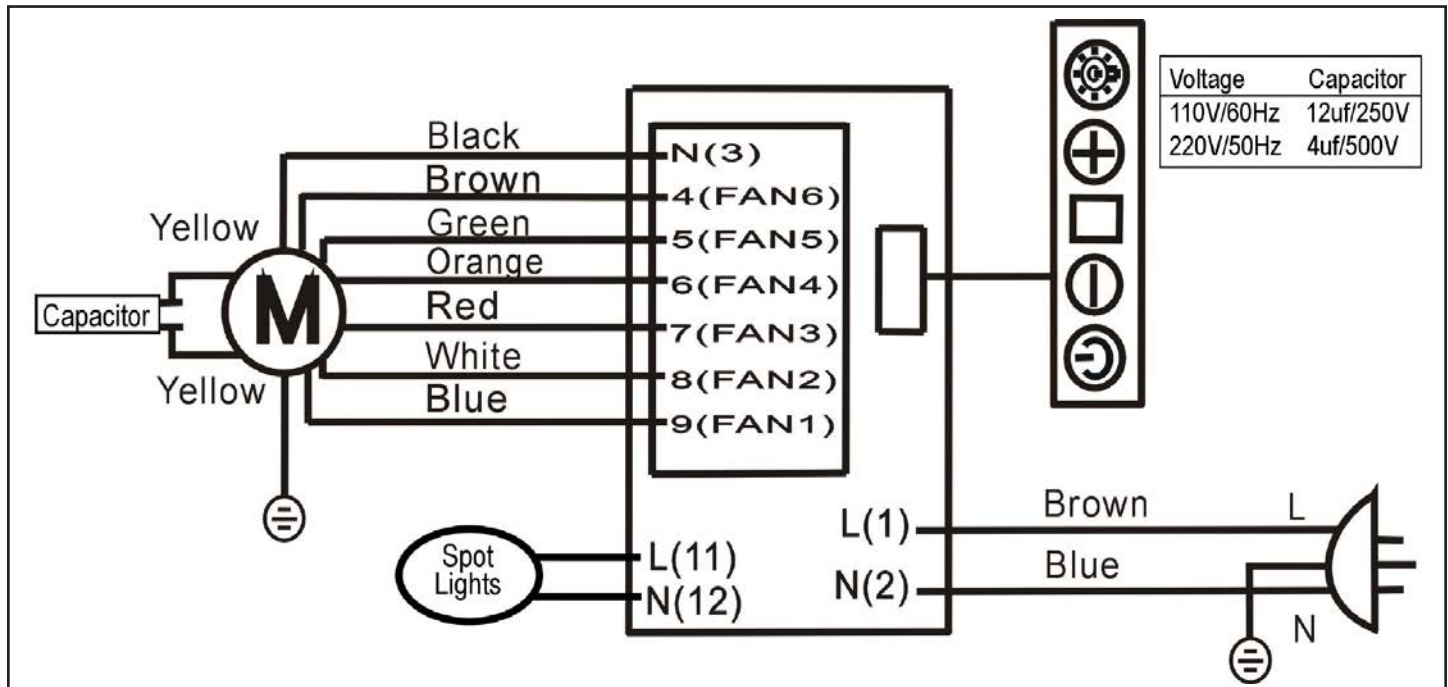 Voltage Capacitor
110V/60Hz 12uf/250V
220V/50Hz 4uf/500V
Black
N(3)
Brown
4(FAN6)
Yellow
Green
5(FAN5)
Orange
6(FAN4)
Capacitor
M
Red
7(FAN3)
White
8(FAN2)
Yellow
Blue
9(FAN1)
Spot
Lights
L(11)
N(12)
L(1)
Brown
L
N(2)
Blue
N